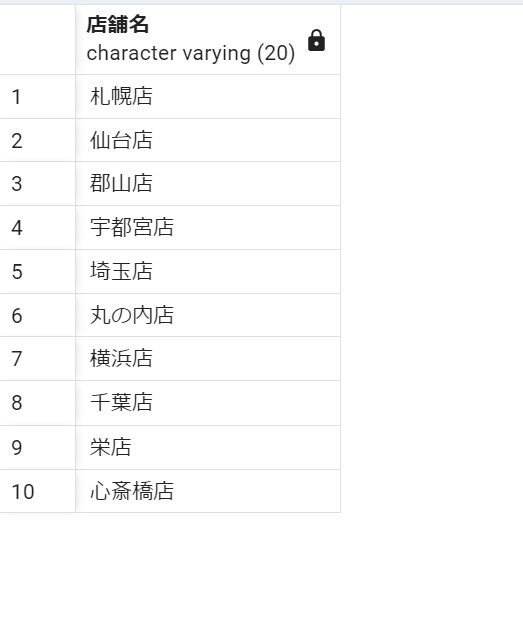 店舗名
character varying (20)
1 札幌店
2 仙台店
3 郡山店
4 宇都宮店
5 埼玉店
6 丸の内店
7 横浜店
8 千葉店
9 栄店
10 心斎橋店